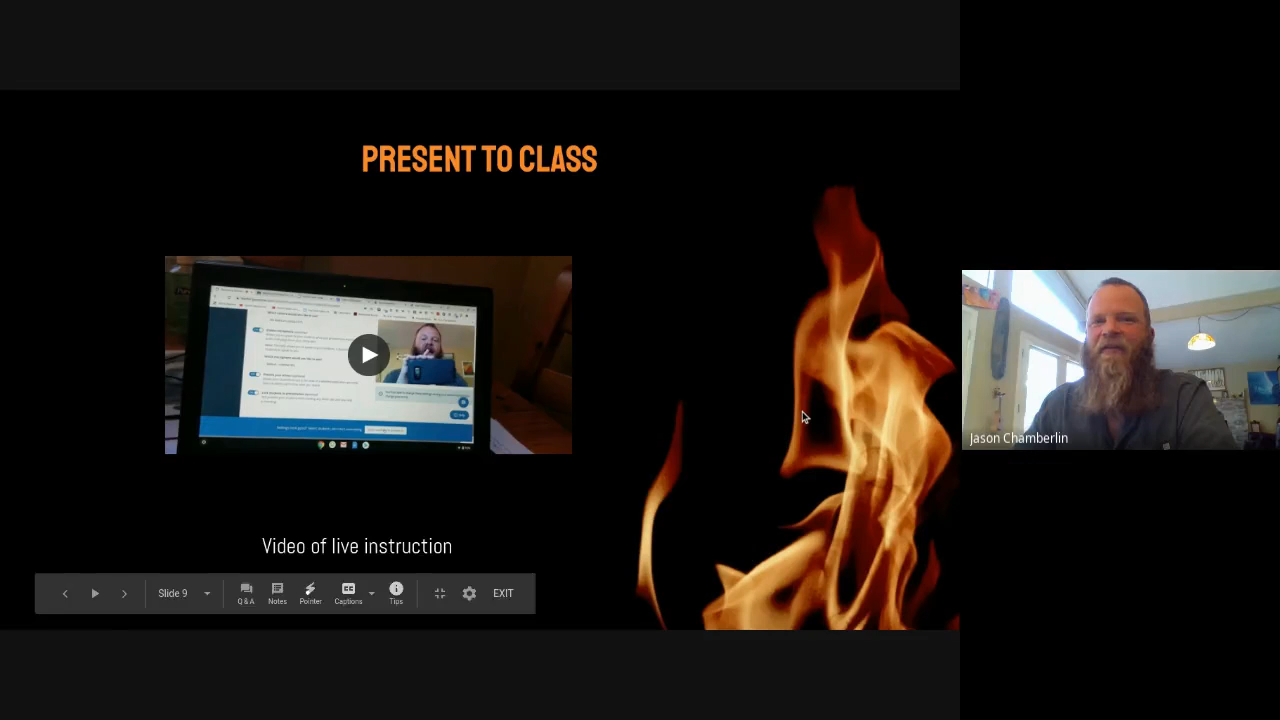 PRESENT TO CLASS
Video of live instruction
Slide 9
Q & A
Notes
Pointer
Captions
Tips
EXIT
Jason Chamberlin